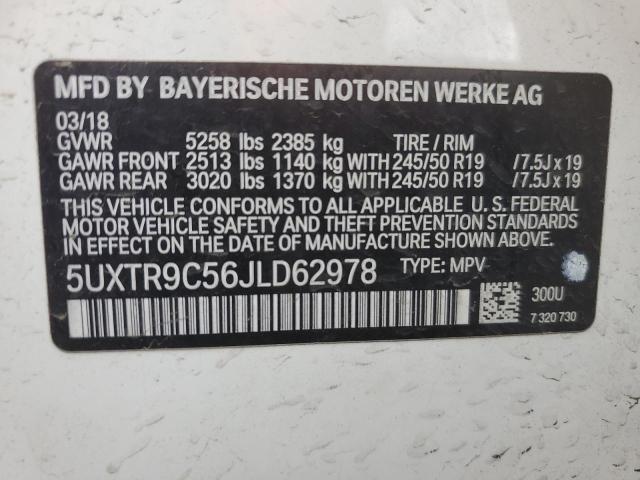 MFD BY BAYERISCHE MOTOREN WERKE AG
03/18
GVWR 5258 lbs 2385 kg TIRE / RIM
GAWR FRONT 2513 lbs 1140 kg WITH 245/50 R19 /7.5J x 19
GAWR REAR 3020 lbs 1370 kg WITH 245/50 R19 /7.5J x 19
THIS VEHICLE CONFORMS TO ALL APPLICABLE U. S. FEDERAL
MOTOR VEHICLE SAFETY AND THEFT PREVENTION STANDARDS
IN EFFECT ON THE DATE OF MANUFACTURE SHOWN ABOVE.
5UXTR9C56JLD62978 TYPE: MPV
300U
7 320 730